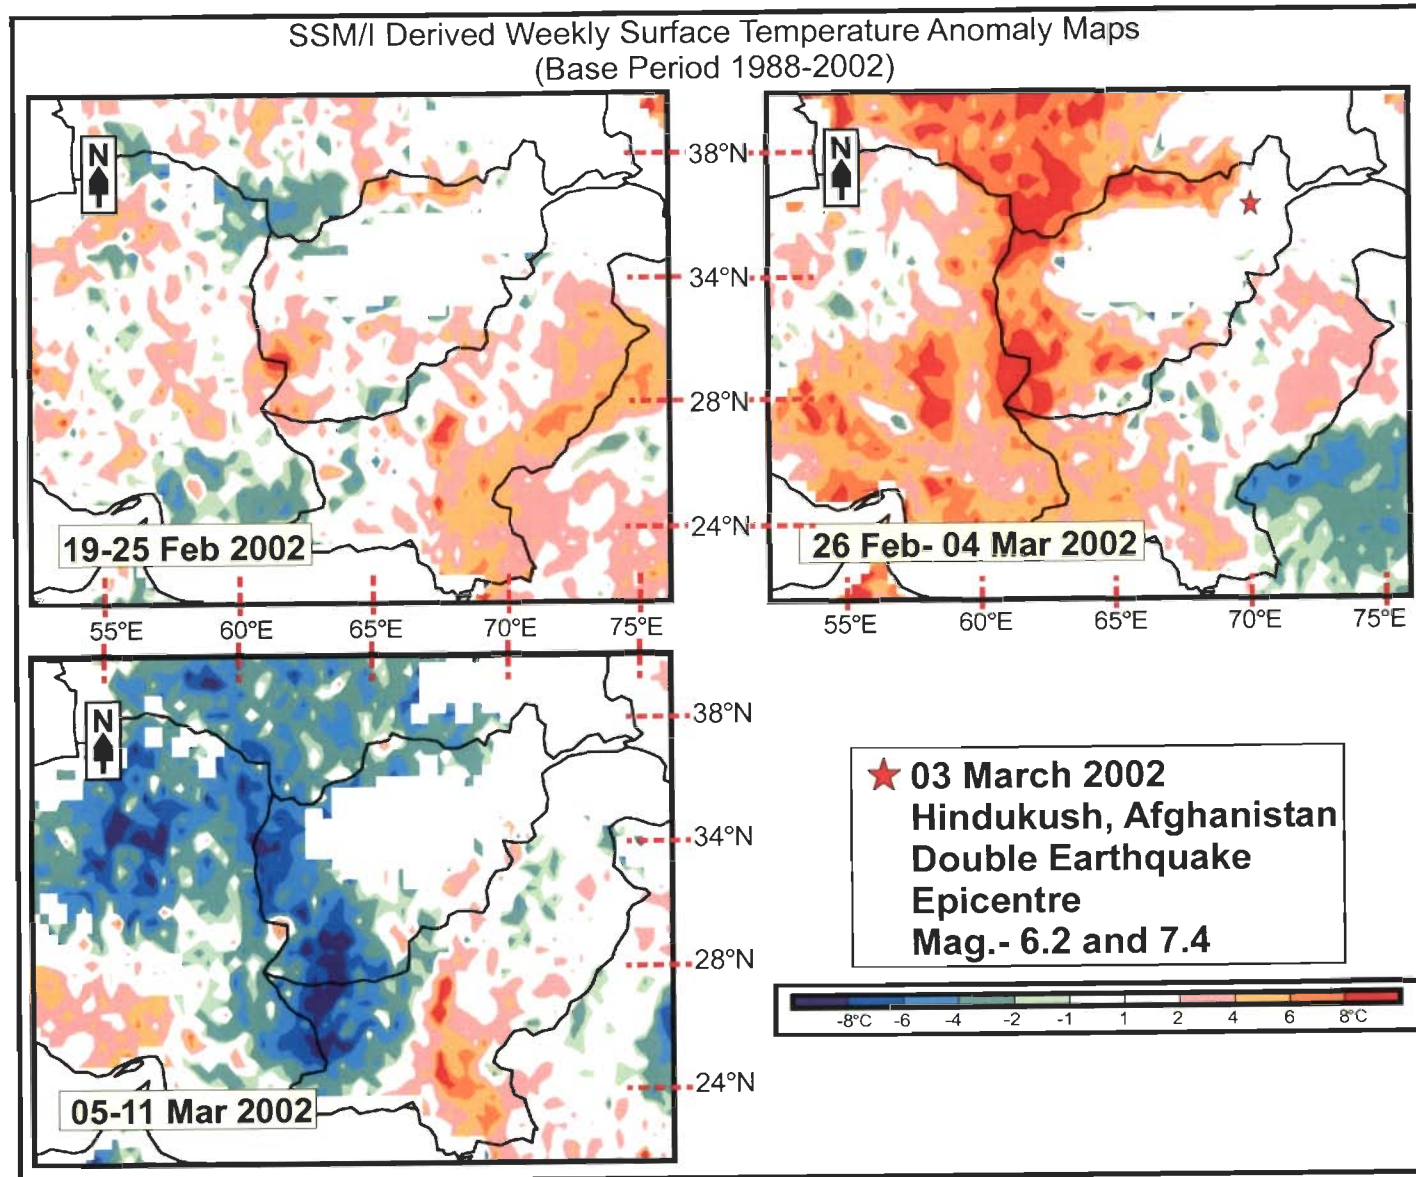 SSM/I Derived Weekly Surface Temperature Anomaly Maps
(Base Period 1988-2002)
N
19-25 Feb 2002
38°N
34°N
28°N
24°N
N
26 Feb- 04 Mar 2002
55°E 60°E 65°E 70°E 75°E
55°E 60°E 65°E 70°E 75°E
N
05-11 Mar 2002
38°N
34°N
28°N
24°N
03 March 2002
Hindukush, Afghanistan
Double Earthquake
Epicentre
Mag.- 6.2 and 7.4
-8°C -6 -4 -2 -1 1 2 4 6 8°C